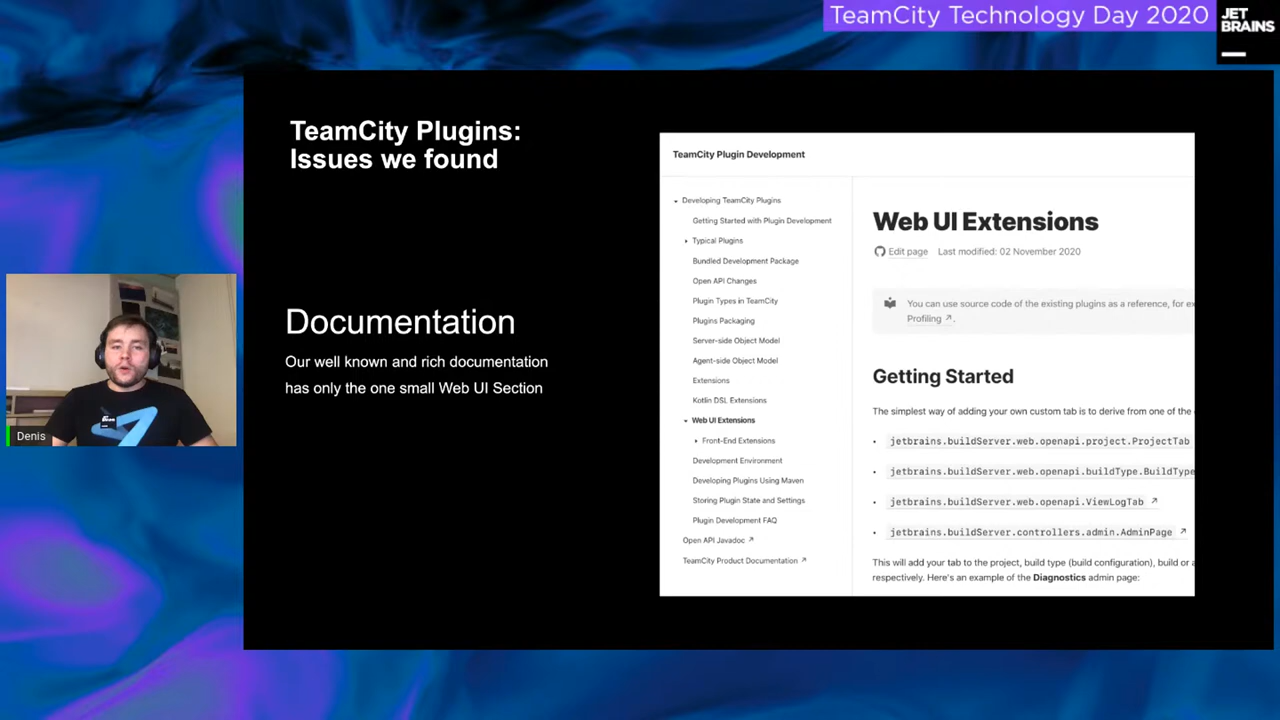 TeamCity Technology Day 2020
JET
BRAINS
TeamCity Plugins:
Issues we found
Documentation
Our well known and rich documentation
has only the one small Web UI Section
Denis
TeamCity Plugin Development
Developing TeamCity Plugins
Getting Started with Plugin Development
Typical Plugins
Bundled Development Package
Open API Changes
Plugin Types in TeamCity
Plugins Packaging
Server-side Object Model
Agent-side Object Model
Extensions
Kotlin DSL Extensions
Web UI Extensions
Front-End Extensions
Development Environment
Developing Plugins Using Maven
Storing Plugin State and Settings
Plugin Development FAQ
Open API Javadoc ↗
TeamCity Product Documentation ↗
Web UI Extensions
Edit page Last modified: 02 November 2020
You can use source code of the existing plugins as a reference, for ex
Profiling ↗.
Getting Started
The simplest way of adding your own custom tab is to derive from one of the
• jetbrains.buildServer.web.openapi.project.ProjectTab
• jetbrains.buildServer.web.openapi.buildType.BuildType
• jetbrains.buildServer.web.openapi.ViewLogTab ↗
• jetbrains.buildServer.controllers.admin.AdminPage ↗
This will add your tab to the project, build type (build configuration), build or a
respectively. Here's an example of the Diagnostics admin page: